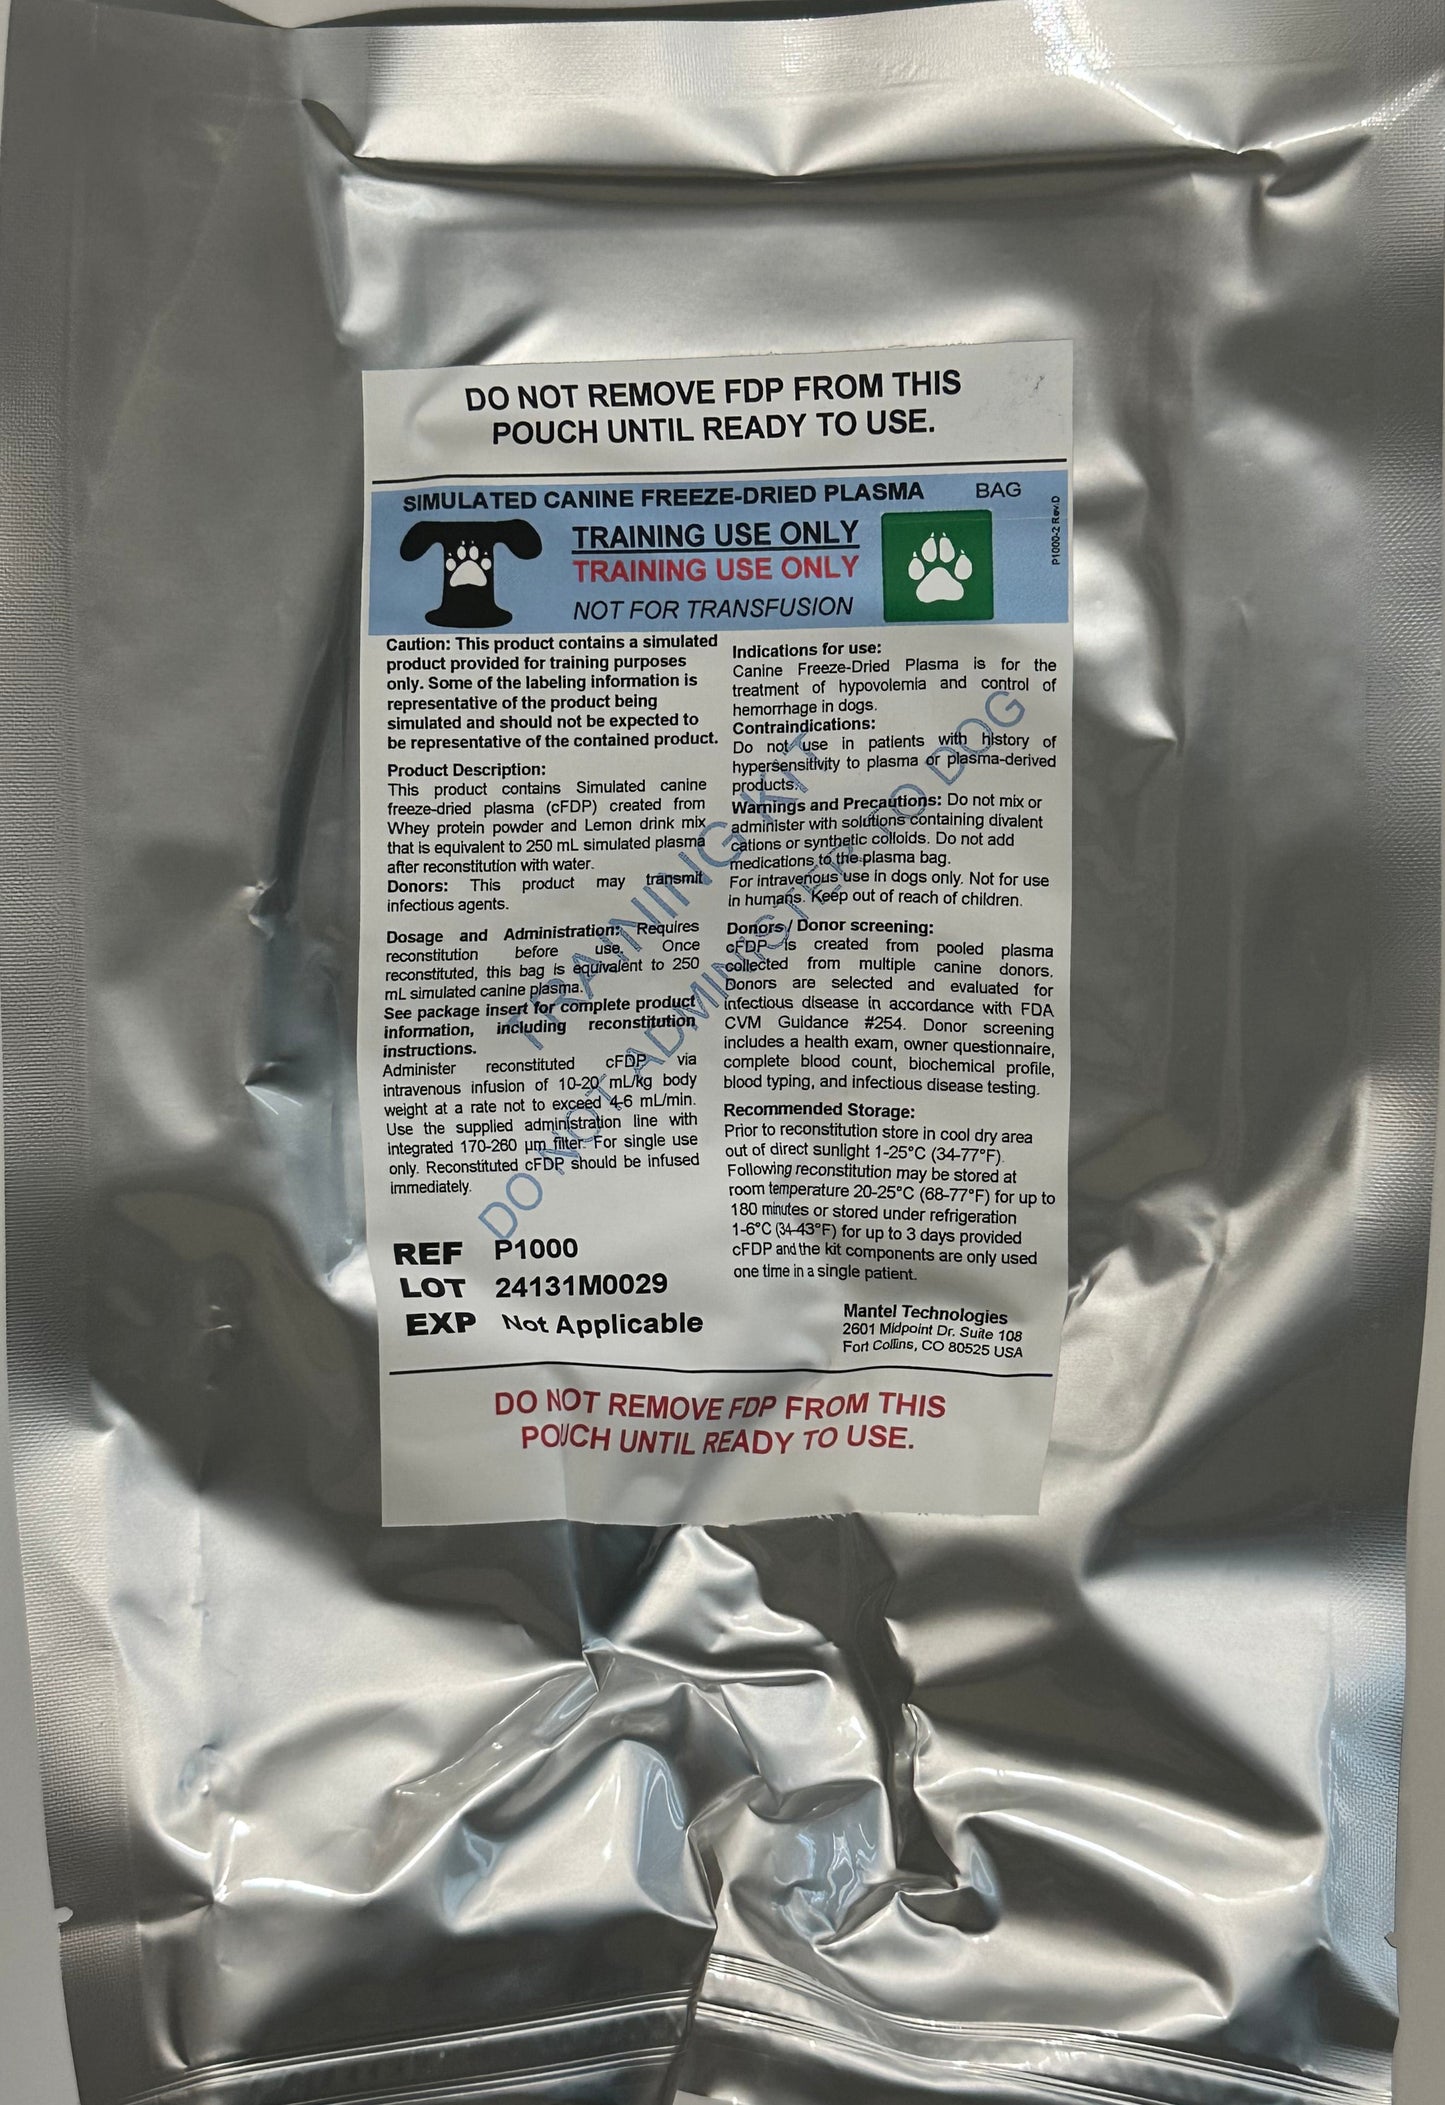 DO NOT REMOVE FDP FROM THIS
POUCH UNTIL READY TO USE.
SIMULATED CANINE FREEZE-DRIED PLASMA
BAG
P1000-2 Rev.D
TRAINING USE ONLY
TRAINING USE ONLY
NOT FOR TRANSFUSION
Caution: This product contains a simulated
product provided for training purposes
only. Some of the labeling information is
representative of the product being
simulated and should not be expected to
be representative of the contained product.
Product Description:
This product contains Simulated canine
freeze-dried plasma (cFDP) created from
Whey protein powder and Lemon drink mix
that is equivalent to 250 mL simulated plasma
after reconstitution with water.
Donors: This product may transmit
infectious agents.
Dosage and Administration: Requires
reconstitution before use. Once
reconstituted, this bag is equivalent to 250
mL simulated canine plasma.
See package insert for complete product
information, including reconstitution
instructions.
Administer reconstituted cFDP via
intravenous infusion of 10-20 mL/kg body
weight at a rate not to exceed 4-6 mL/min.
Use the supplied administration line with
integrated 170-260 µm filter. For single use
only. Reconstituted cFDP should be infused
immediately.
REF P1000
LOT 24131M0029
EXP Not Applicable
Indications for use:
Canine Freeze-Dried Plasma is for the
treatment of hypovolemia and control of
hemorrhage in dogs.
Contraindications:
Do not use in patients with history of
hypersensitivity to plasma or plasma-derived
products.
Warnings and Precautions: Do not mix or
administer with solutions containing divalent
cations or synthetic colloids. Do not add
medications to the plasma bag.
For intravenous use in dogs only. Not for use
in humans. Keep out of reach of children.
Donors / Donor screening:
cFDP is created from pooled plasma
collected from multiple canine donors.
Donors are selected and evaluated for
infectious disease in accordance with FDA
CVM Guidance #254. Donor screening
includes a health exam, owner questionnaire,
complete blood count, biochemical profile,
blood typing, and infectious disease testing.
Recommended Storage:
Prior to reconstitution store in cool dry area
out of direct sunlight 1-25°C (34-77°F).
Following reconstitution may be stored at
room temperature 20-25°C (68-77°F) for up to
180 minutes or stored under refrigeration
1-6°C (34-43°F) for up to 3 days provided
cFDP and the kit components are only used
one time in a single patient.
Mantel Technologies
2601 Midpoint Dr. Suite 108
Fort Collins, CO 80525 USA
TRAINING KIT
DO NOT ADMINISTER TO DOG
DO NOT REMOVE FDP FROM THIS
POUCH UNTIL READY TO USE.